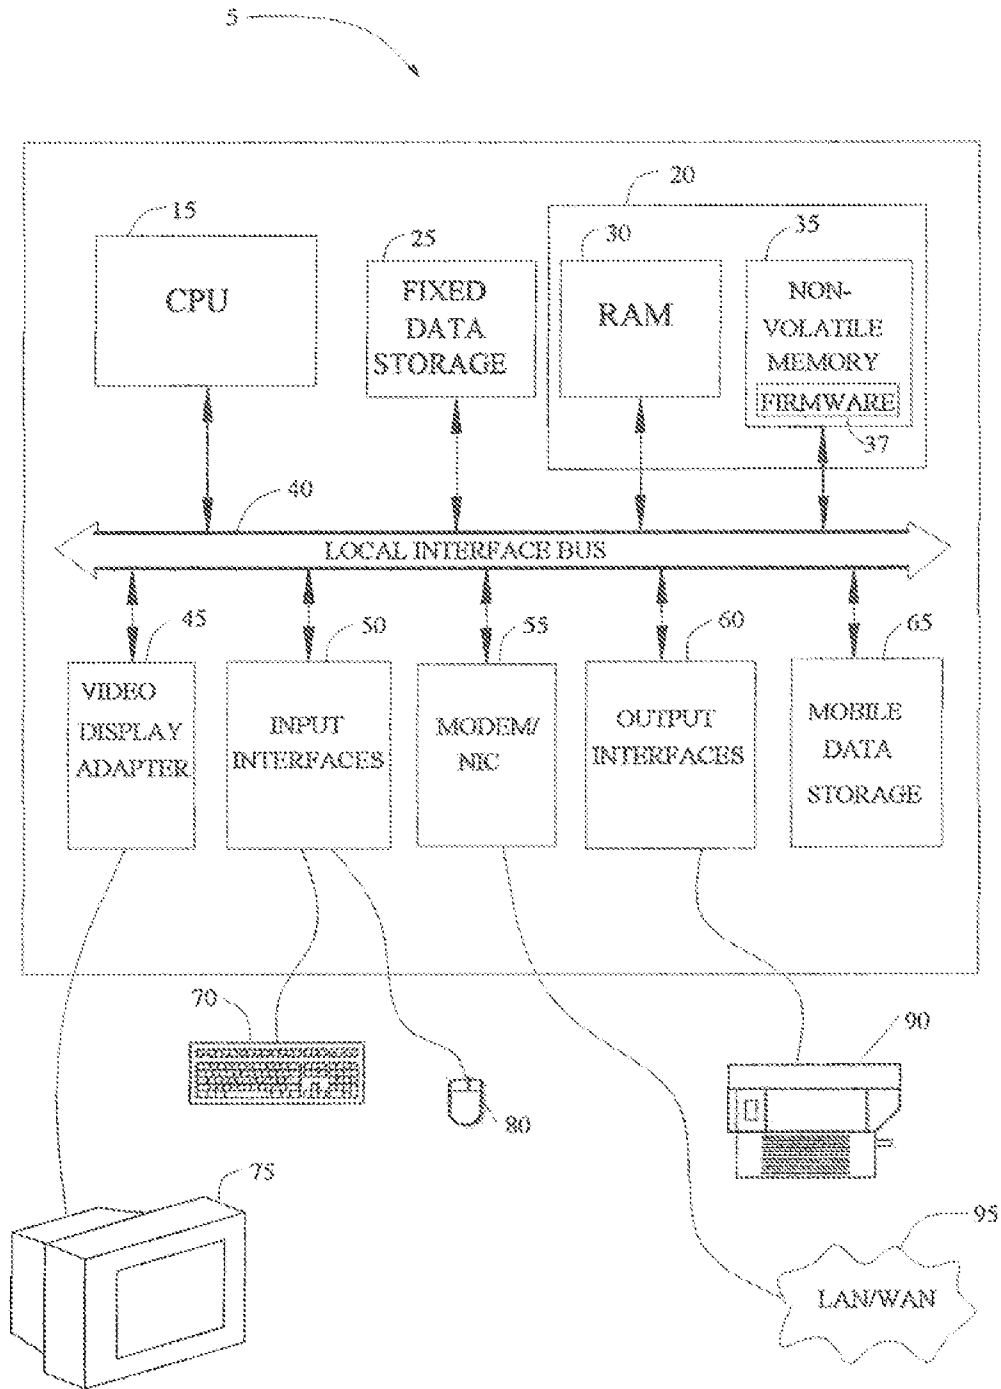 5
15
CPU
25
FIXED
DATA
STORAGE
20
30
RAM
35
NON-
VOLATILE
MEMORY
FIRMWARE
37
40
LOCAL INTERFACE BUS
45
VIDEO
DISPLAY
ADAPTER
50
INPUT
INTERFACES
55
MODEM/
NIC
60
OUTPUT
INTERFACES
65
MOBILE
DATA
STORAGE
70
80
90
75
95
LAN/WAN